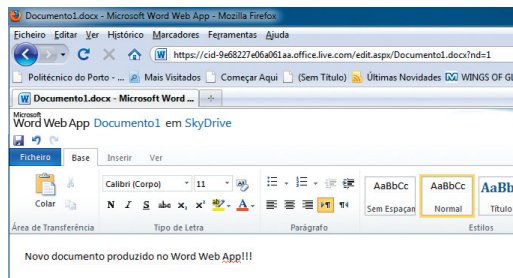 Documento1.docx - Microsoft Word Web App - Mozilla Firefox
Ficheiro Editar Ver Histórico Marcadores Ferramentas Ajuda
https://cid-9e68227e06a061aa.office.live.com/edit.aspx/Documento1.docx?nd=1
Politécnico do Porto - ... Mais Visitados Começar Aqui (Sem Título) Últimas Novidades WINGS OF GL
Documento1.docx - Microsoft Word ...
Microsoft
Word Web App Documento1 em SkyDrive
Ficheiro Base Inserir Ver
Colar
Calibri (Corpo) 11
N I S abc x, x²
AaBbCc AaBbCc AaBb
Sem Espaçan Normal Título
Área de Transferência Tipo de Letra Parágrafo Estilos
Novo documento produzido no Word Web App!!!